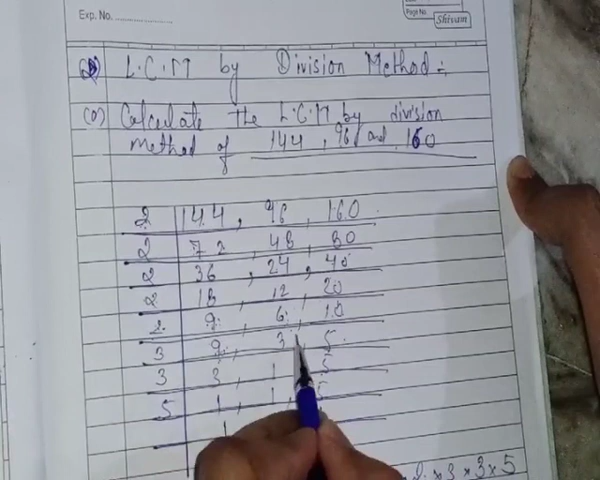 Exp. No.
Page No.
Shivam
L.C.M by Division Method:-
(a) Calculate the L.C.M by division
method of 144, 96 and 160
2 144, 96, 160
2 72, 48, 80
2 36, 24, 40
2 18, 12, 20
2 9, 6, 10
3 9, 3, 5
3 3, 1, 5
5 1, 1, 5
1
2 × 3 × 3 × 5